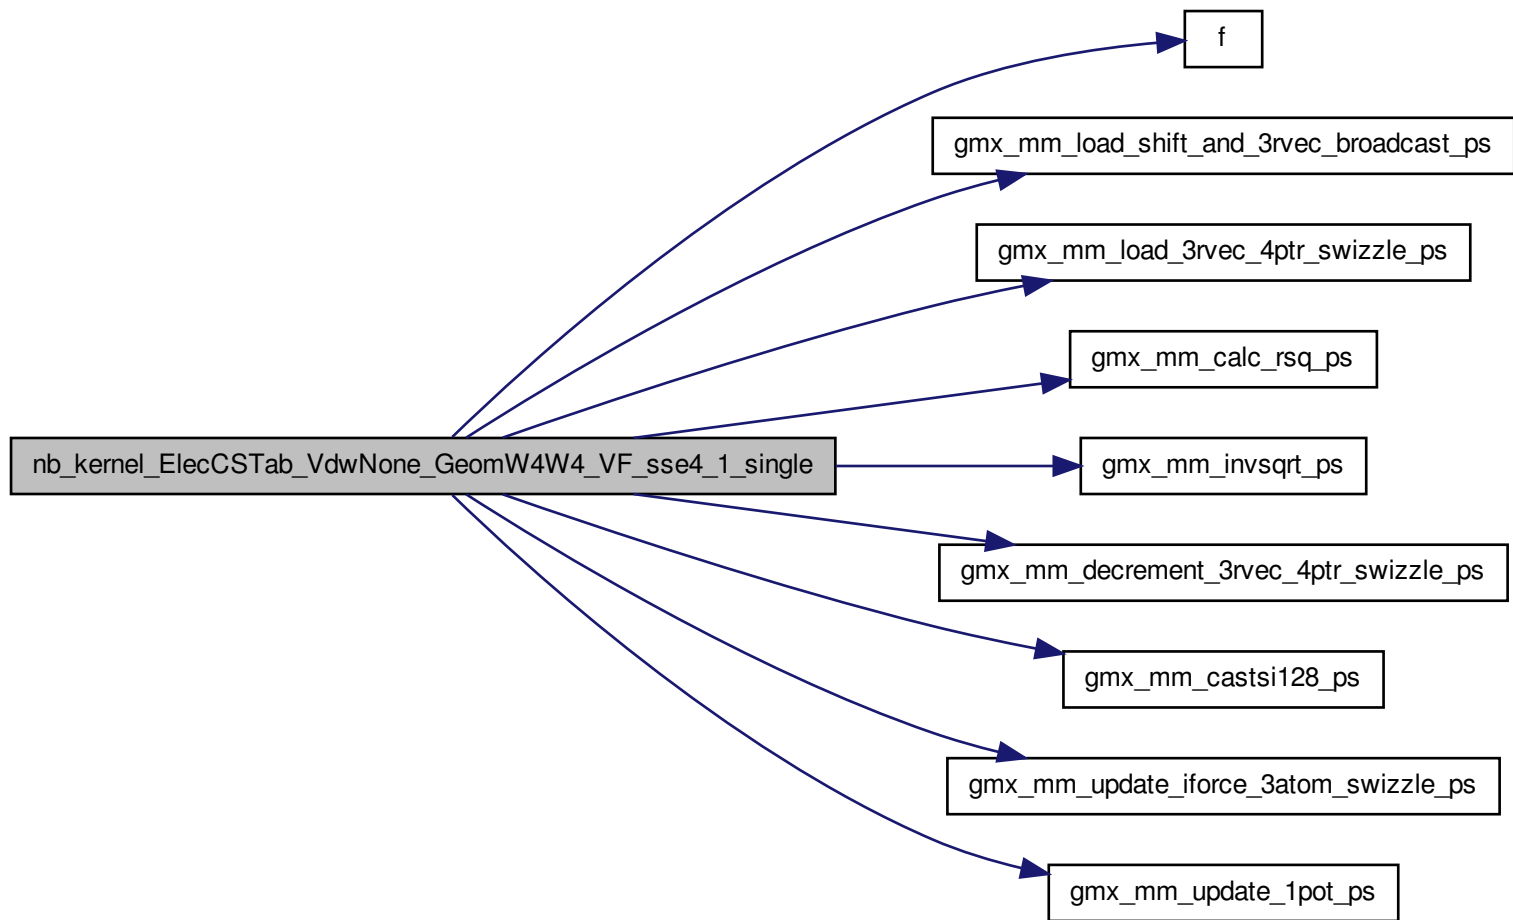 f
gmx_mm_load_shift_and_3rvec_broadcast_ps
gmx_mm_load_3rvec_4ptr_swizzle_ps
gmx_mm_calc_rsq_ps
nb_kernel_ElecCSTab_VdwNone_GeomW4W4_VF_sse4_1_single
gmx_mm_invsqrt_ps
gmx_mm_decrement_3rvec_4ptr_swizzle_ps
gmx_mm_castsi128_ps
gmx_mm_update_iforce_3atom_swizzle_ps
gmx_mm_update_1pot_ps